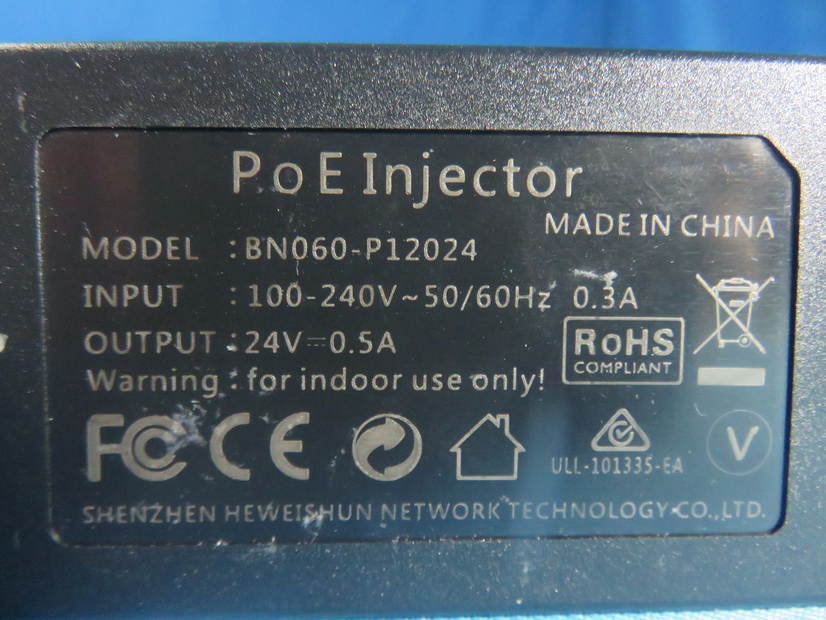 PoE Injector
MADE IN CHINA
MODEL : BN060-P12024
INPUT : 100-240V~50/60Hz 0.3A
OUTPUT : 24V⎓0.5A
RoHS
COMPLIANT
Warning : for indoor use only!
FC CE
ULL-101335-EA
V
SHENZHEN HEWEISHUN NETWORK TECHNOLOGY CO.,LTD.